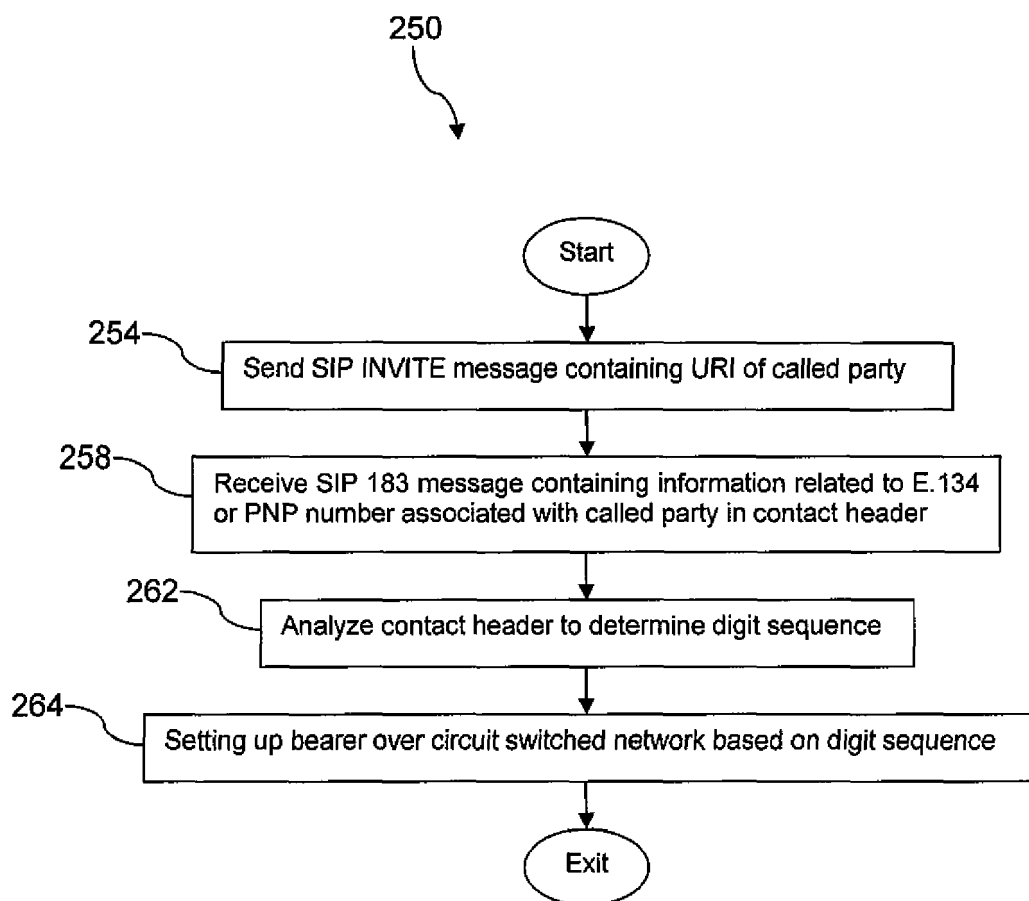 250
Start
254
Send SIP INVITE message containing URI of called party
258
Receive SIP 183 message containing information related to E.134
or PNP number associated with called party in contact header
262
Analyze contact header to determine digit sequence
264
Setting up bearer over circuit switched network based on digit sequence
Exit